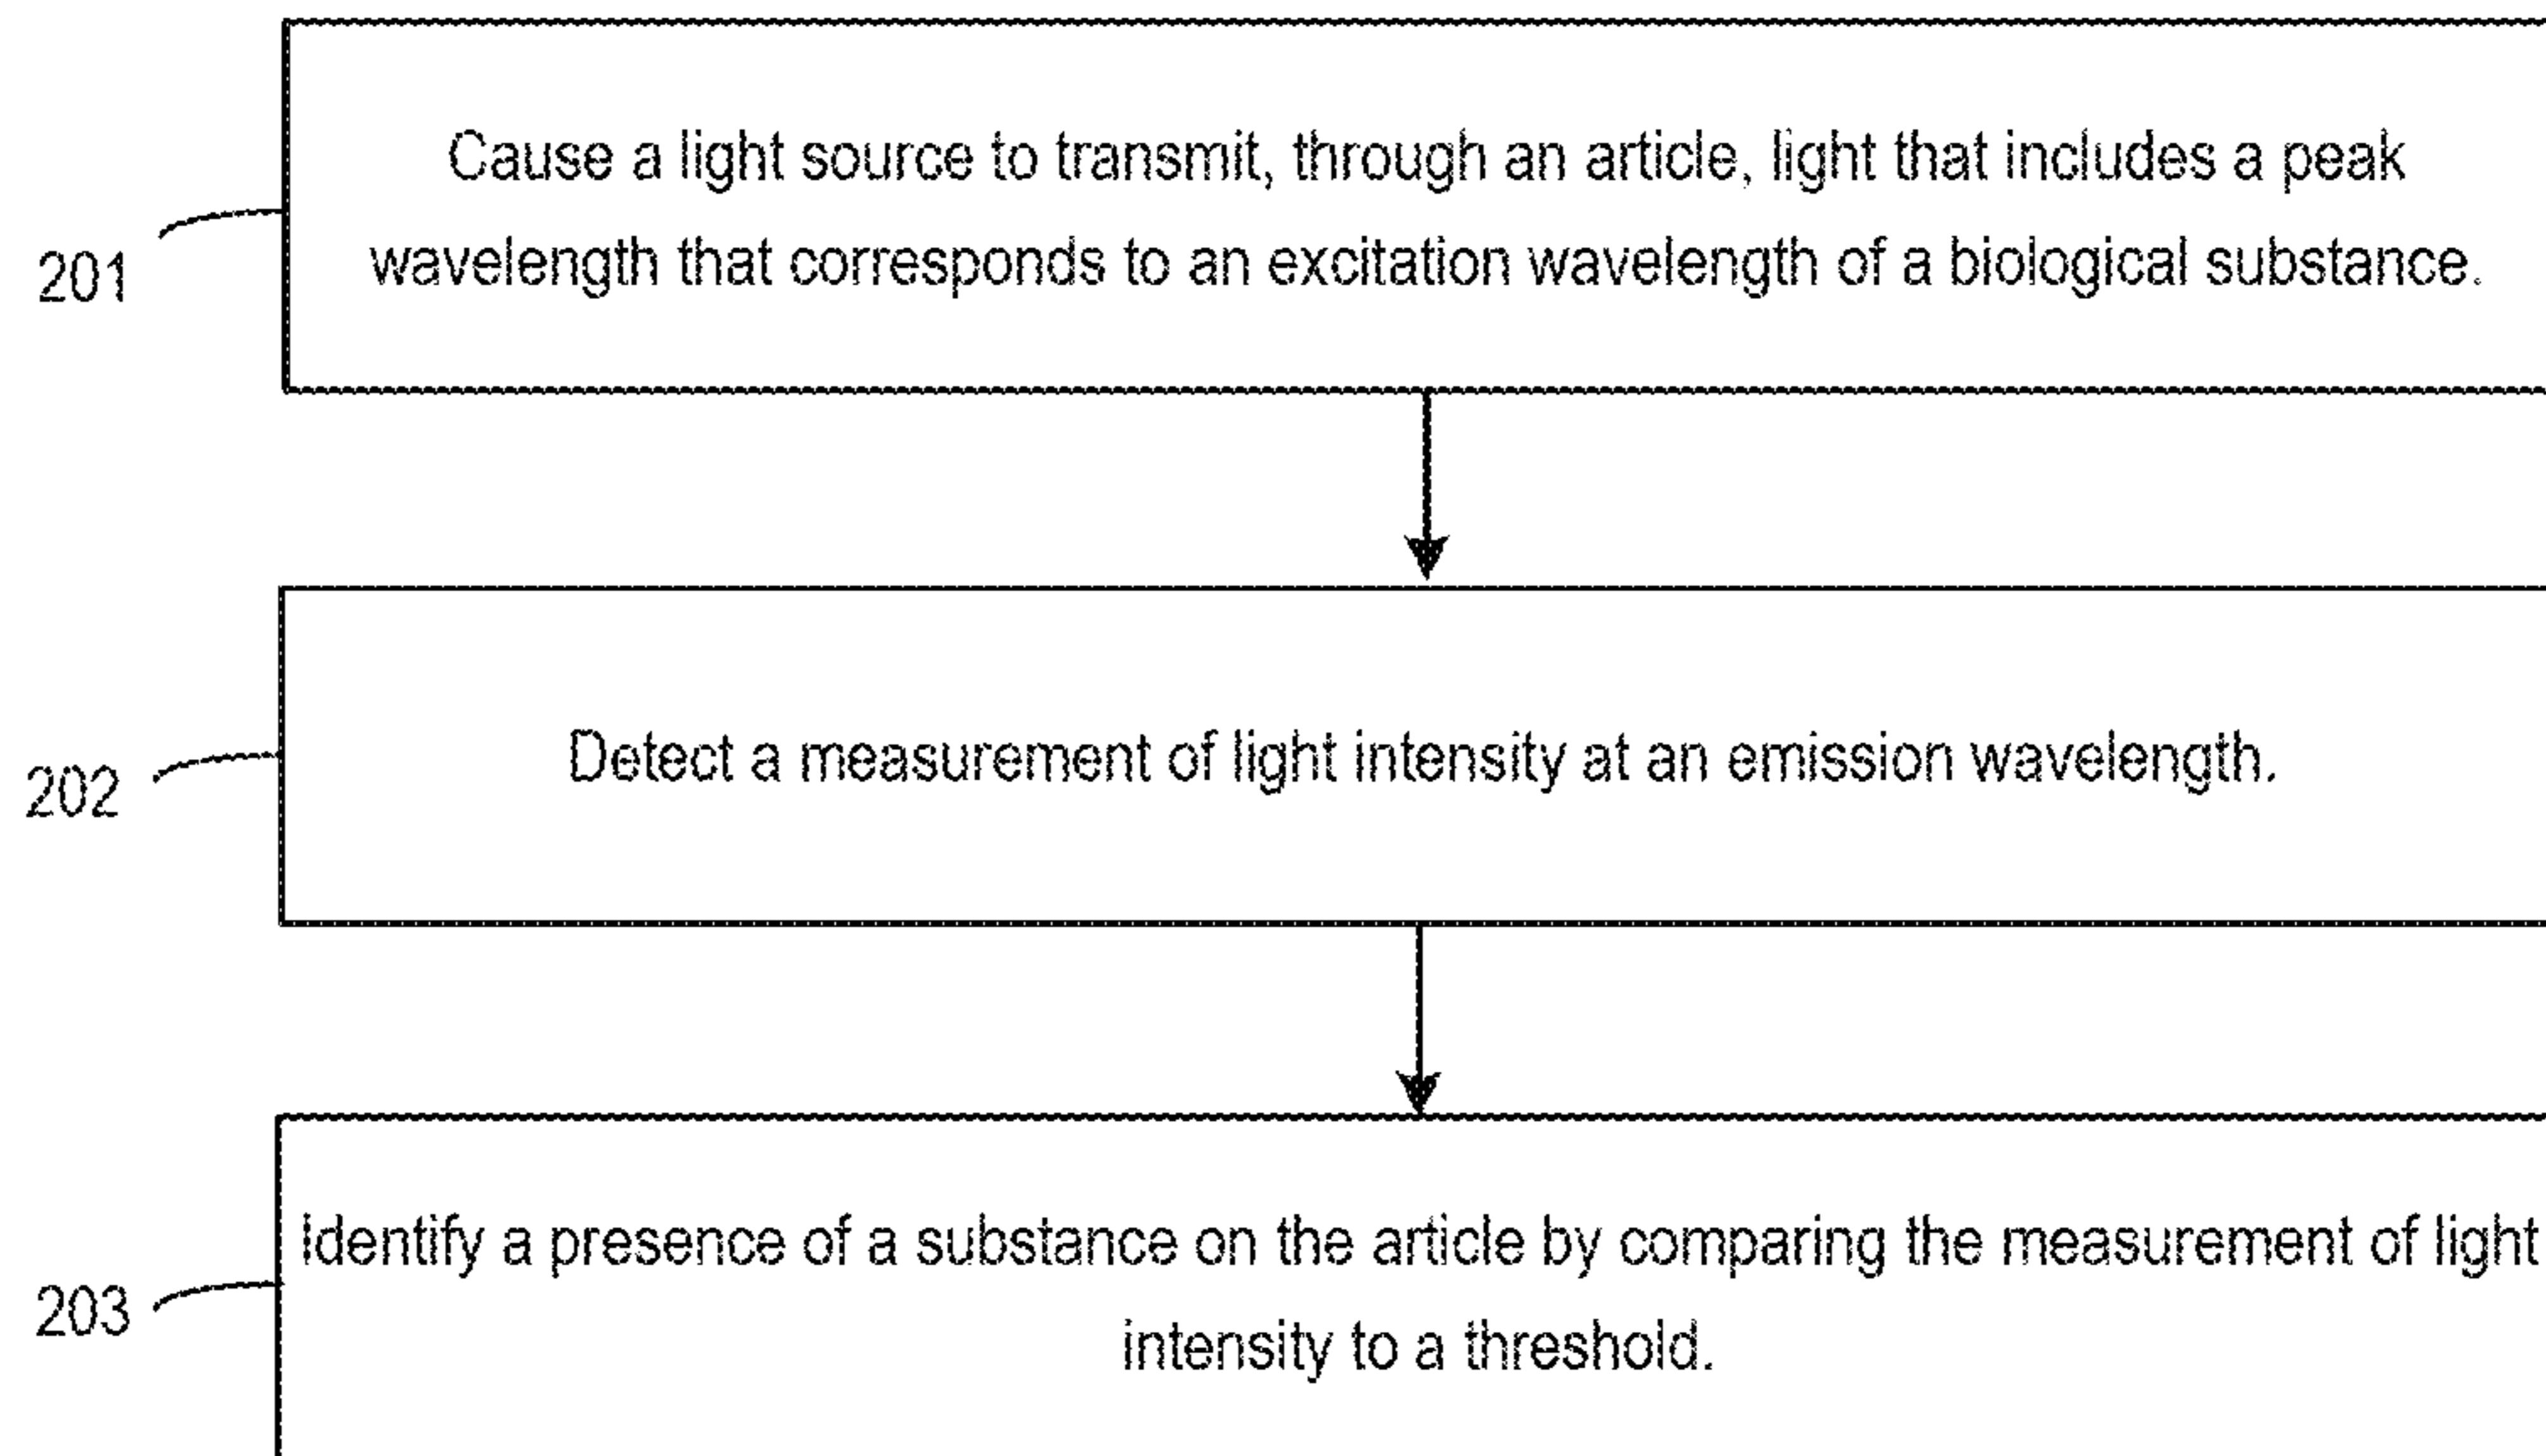 Cause a light source to transmit, through an article, light that includes a peak
wavelength that corresponds to an excitation wavelength of a biological substance.
201
Detect a measurement of light intensity at an emission wavelength.
202
Identify a presence of a substance on the article by comparing the measurement of light
intensity to a threshold.
203